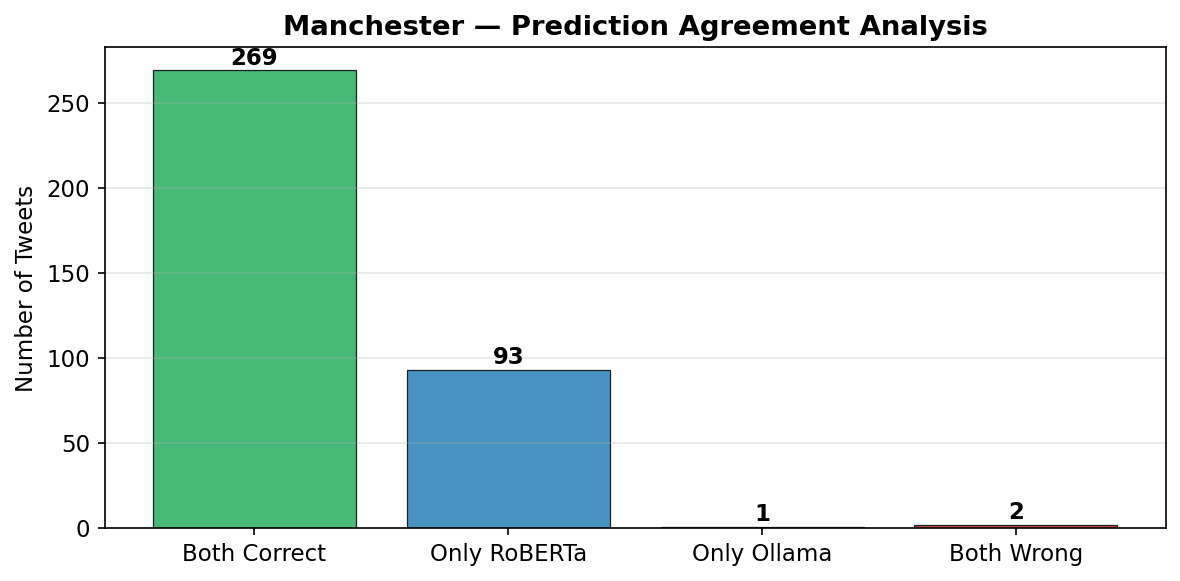 Manchester — Prediction Agreement Analysis
Number of Tweets
250
200
150
100
50
0
269
93
1
2
Both Correct
Only RoBERTa
Only Ollama
Both Wrong